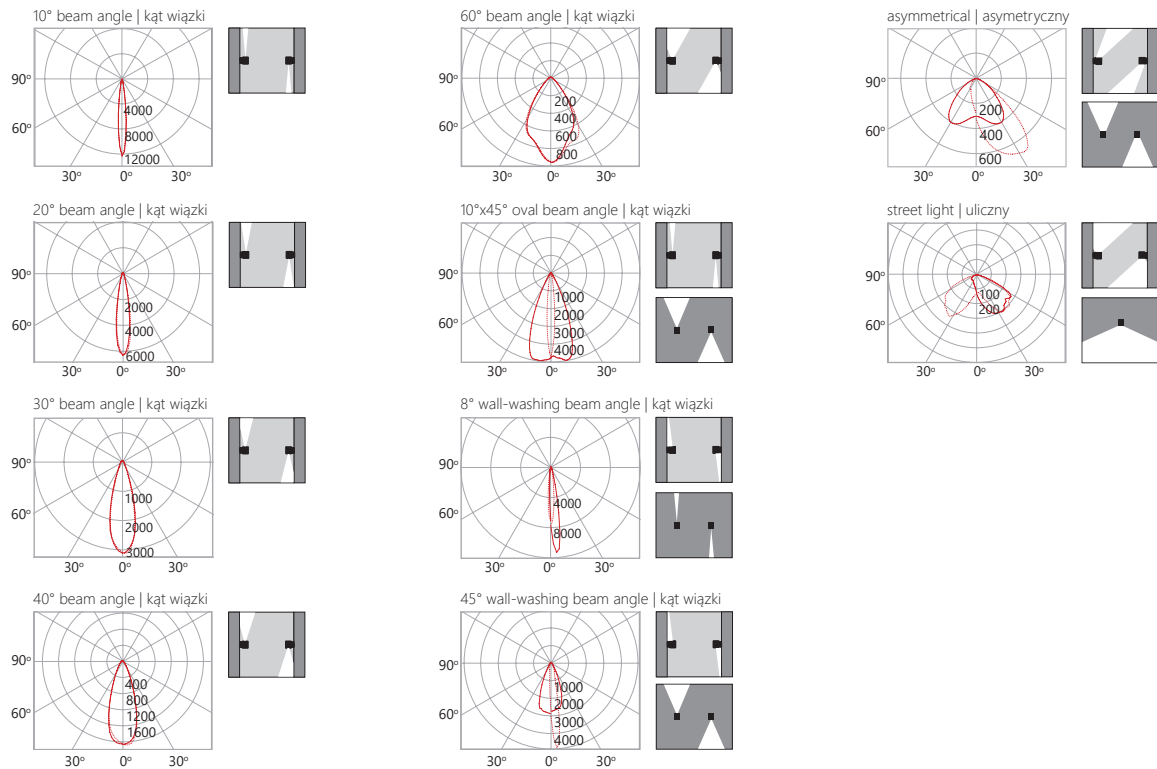 10° beam angle | kąt wiązki
90°
60°
4000
8000
12000
30° 0° 30°
20° beam angle | kąt wiązki
90°
60°
2000
4000
6000
30° 0° 30°
30° beam angle | kąt wiązki
90°
60°
1000
2000
3000
30° 0° 30°
40° beam angle | kąt wiązki
90°
60°
400
800
1200
1600
30° 0° 30°
60° beam angle | kąt wiązki
90°
60°
200
400
600
800
30° 0° 30°
10°x45° oval beam angle | kąt wiązki
90°
60°
1000
2000
3000
4000
30° 0° 30°
8° wall-washing beam angle | kąt wiązki
90°
60°
4000
8000
30° 0° 30°
45° wall-washing beam angle | kąt wiązki
90°
60°
1000
2000
3000
4000
30° 0° 30°
asymmetrical | asymetryczny
90°
60°
200
400
600
30° 0° 30°
street light | uliczny
90°
60°
100
200
30° 0° 30°